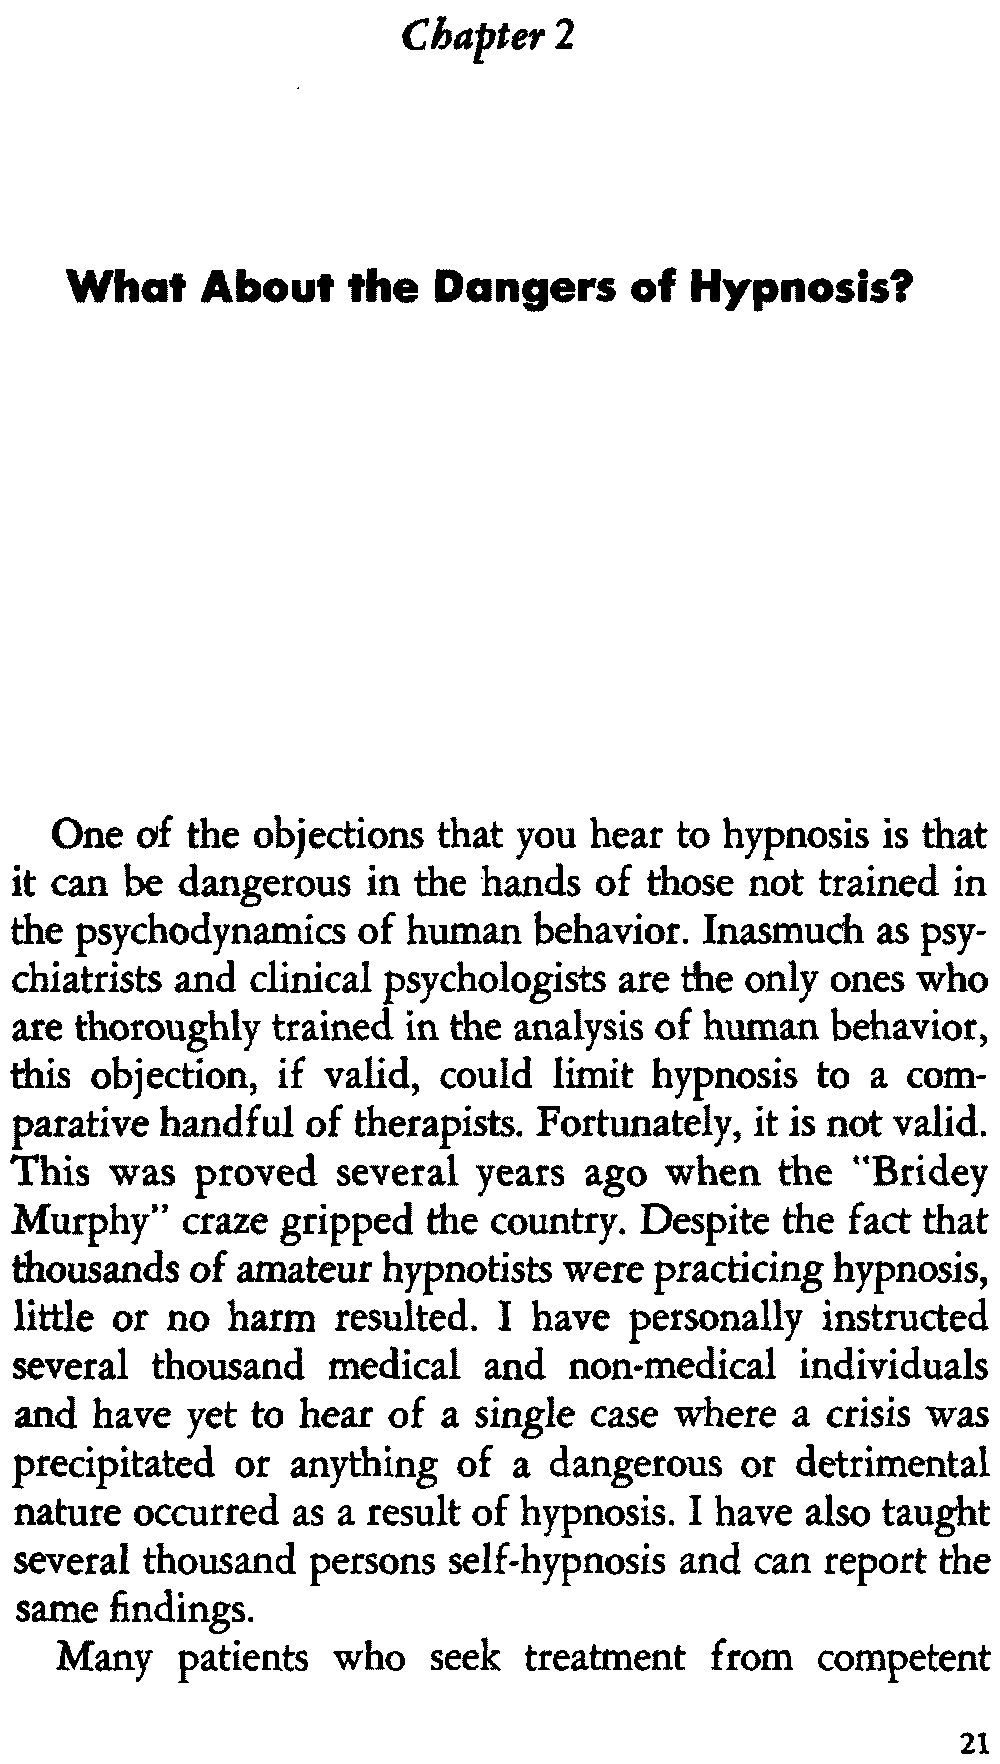 Chapter 2
What About the Dangers of Hypnosis?
One of the objections that you hear to hypnosis is that
it can be dangerous in the hands of those not trained in
the psychodynamics of human behavior. Inasmuch as psy-
chiatrists and clinical psychologists are the only ones who
are thoroughly trained in the analysis of human behavior,
this objection, if valid, could limit hypnosis to a com-
parative handful of therapists. Fortunately, it is not valid.
This was proved several years ago when the "Bridey
Murphy" craze gripped the country. Despite the fact that
thousands of amateur hypnotists were practicing hypnosis,
little or no harm resulted. I have personally instructed
several thousand medical and non-medical individuals
and have yet to hear of a single case where a crisis was
precipitated or anything of a dangerous or detrimental
nature occurred as a result of hypnosis. I have also taught
several thousand persons self-hypnosis and can report the
same findings.
Many patients who seek treatment from competent
21